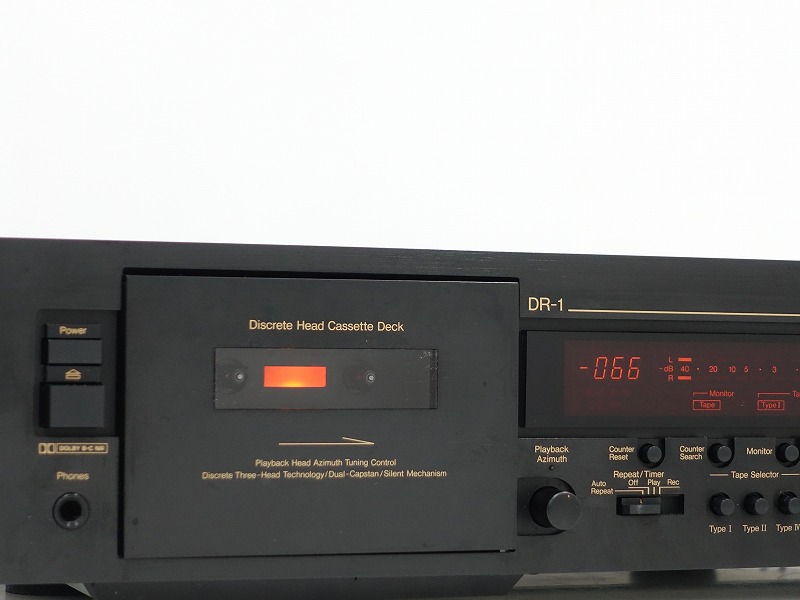 Power
DOLBY B-C NR
Phones
Discrete Head Cassette Deck
Playback Head Azimuth Tuning Control
Discrete Three-Head Technology/Dual-Capstan/Silent Mechanism
DR-1
-066
L
-dB 40 · 20 10 5 · 3
R
Monitor
Tape
Type I
Playback
Azimuth
Counter
Reset
Counter
Search
Monitor
Repeat/Timer
Auto
Repeat
Off Play Rec
Tape Selector
Type I Type II Type IV